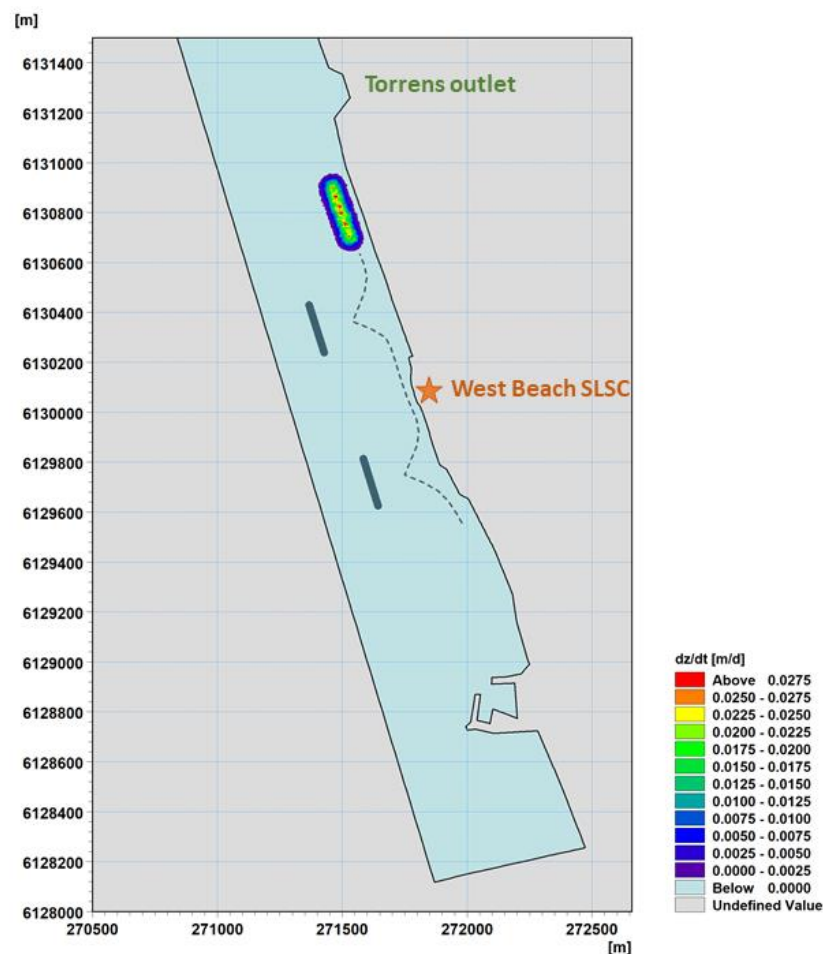 [m]
6131400
6131200
Torrens outlet
6131000
6130800
6130600
6130400
6130200
West Beach SLSC
6130000
6129800
6129600
6129400
6129200
6129000
6128800
6128600
6128400
6128200
6128000
270500 271000 271500 272000 272500
[m]
dz/dt [m/d]
Above 0.0275
0.0250 - 0.0275
0.0225 - 0.0250
0.0200 - 0.0225
0.0175 - 0.0200
0.0150 - 0.0175
0.0125 - 0.0150
0.0100 - 0.0125
0.0075 - 0.0100
0.0050 - 0.0075
0.0025 - 0.0050
0.0000 - 0.0025
Below 0.0000
Undefined Value